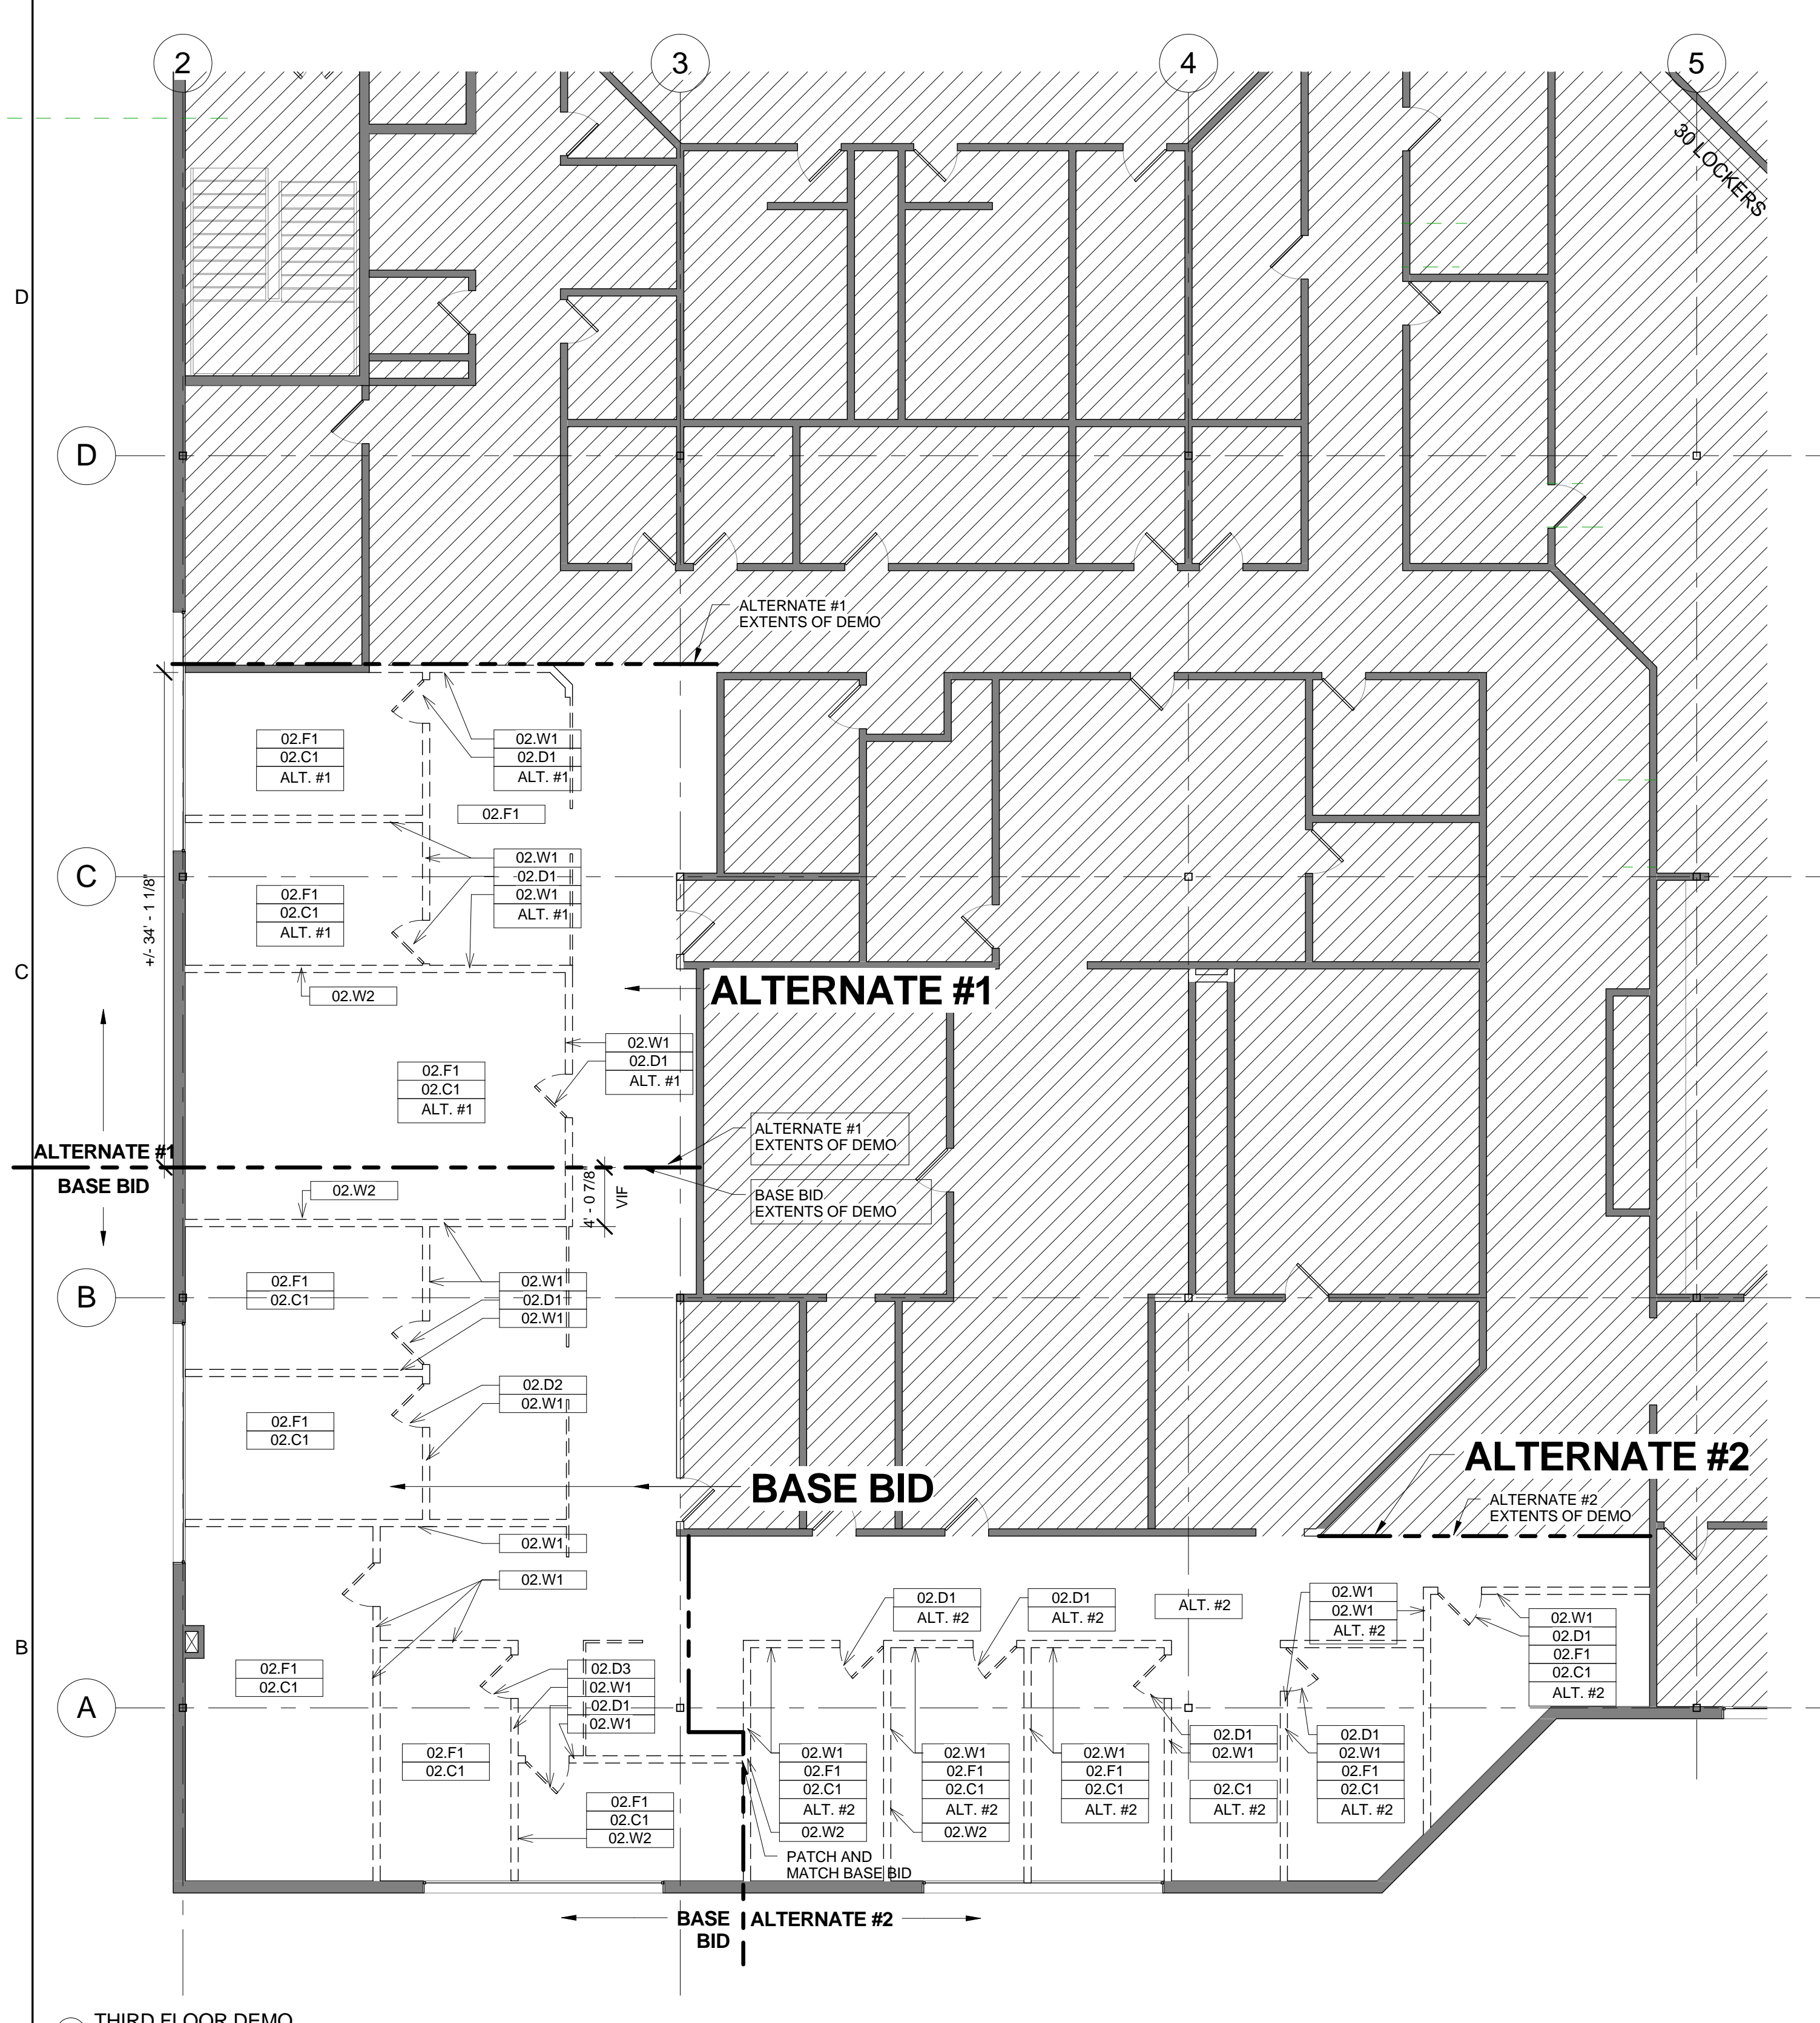 2
3
4
5
30 LOCKERS
D
D
ALTERNATE #1
EXTENTS OF DEMO
02.F1
02.C1
ALT. #1
02.W1
02.D1
ALT. #1
02.F1
C
+/- 34' - 1 1/8"
02.F1
02.C1
ALT. #1
02.W1
02.D1
02.W1
ALT. #1
C
02.W2
ALTERNATE #1
02.W1
02.D1
ALT. #1
02.F1
02.C1
ALT. #1
ALTERNATE #1
EXTENTS OF DEMO
ALTERNATE #1
BASE BID
02.W2
4' - 0 7/8"
VIF
BASE BID
EXTENTS OF DEMO
B
02.F1
02.C1
02.W1
02.D1
02.W1
02.D2
02.W1
02.F1
02.C1
BASE BID
ALTERNATE #2
ALTERNATE #2
EXTENTS OF DEMO
02.W1
02.W1
02.D1
ALT. #2
02.D1
ALT. #2
ALT. #2
02.W1
02.W1
ALT. #2
02.W1
02.D1
02.F1
02.C1
ALT. #2
B
02.F1
02.C1
02.D3
02.W1
02.D1
02.W1
A
02.F1
02.C1
02.F1
02.C1
02.W2
02.W1
02.F1
02.C1
ALT. #2
02.W2
02.W1
02.F1
02.C1
ALT. #2
02.W2
02.W1
02.F1
02.C1
ALT. #2
02.D1
02.W1
02.C1
ALT. #2
02.D1
02.W1
02.F1
02.C1
ALT. #2
PATCH AND
MATCH BASE BID
BASE
BID
ALTERNATE #2
THIRD FLOOR DEMO